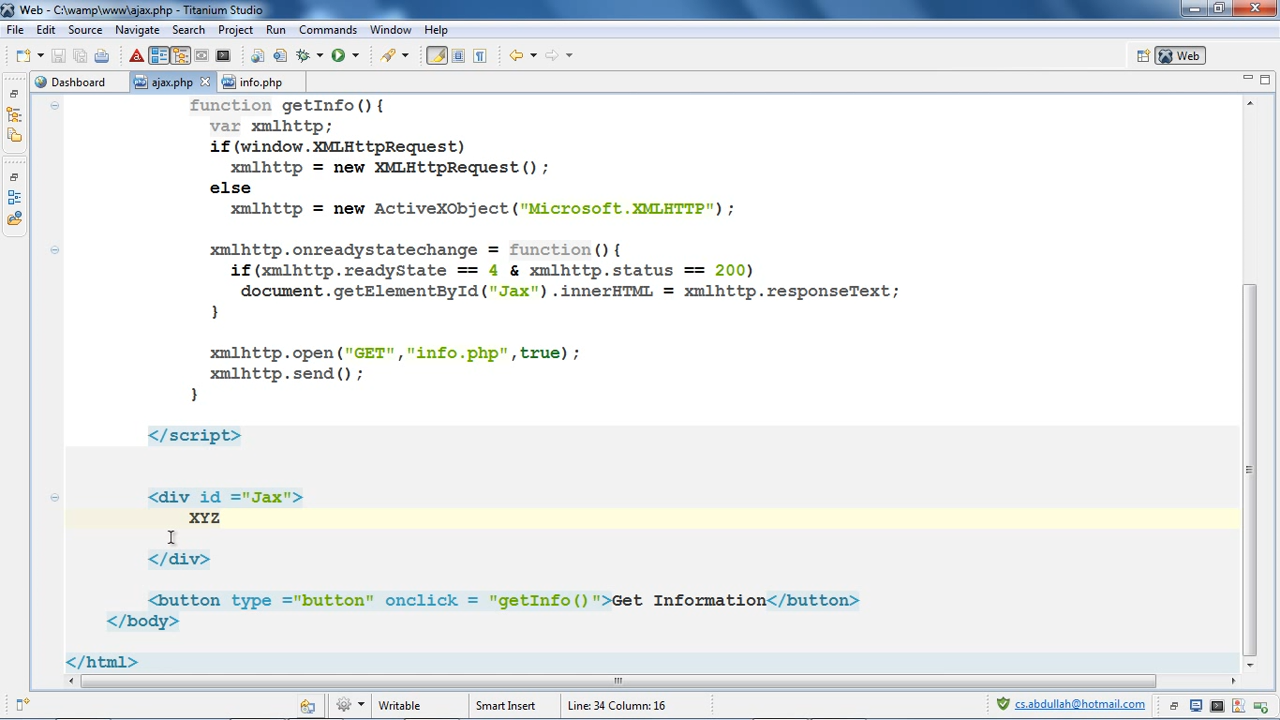 Web - C:\wamp\www\ajax.php - Titanium Studio
File Edit Source Navigate Search Project Run Commands Window Help
Web
Dashboard ajax.php info.php
function getInfo(){
var xmlhttp;
if(window.XMLHttpRequest)
xmlhttp = new XMLHttpRequest();
else
xmlhttp = new ActiveXObject("Microsoft.XMLHTTP");
xmlhttp.onreadystatechange = function(){
if(xmlhttp.readyState == 4 & xmlhttp.status == 200)
document.getElementById("Jax").innerHTML = xmlhttp.responseText;
}
xmlhttp.open("GET","info.php",true);
xmlhttp.send();
}
</script>
<div id ="Jax">
XYZ
</div>
<button type ="button" onclick = "getInfo()">Get Information</button>
</body>
</html>
Writable Smart Insert Line: 34 Column: 16 cs.abdullah@hotmail.com